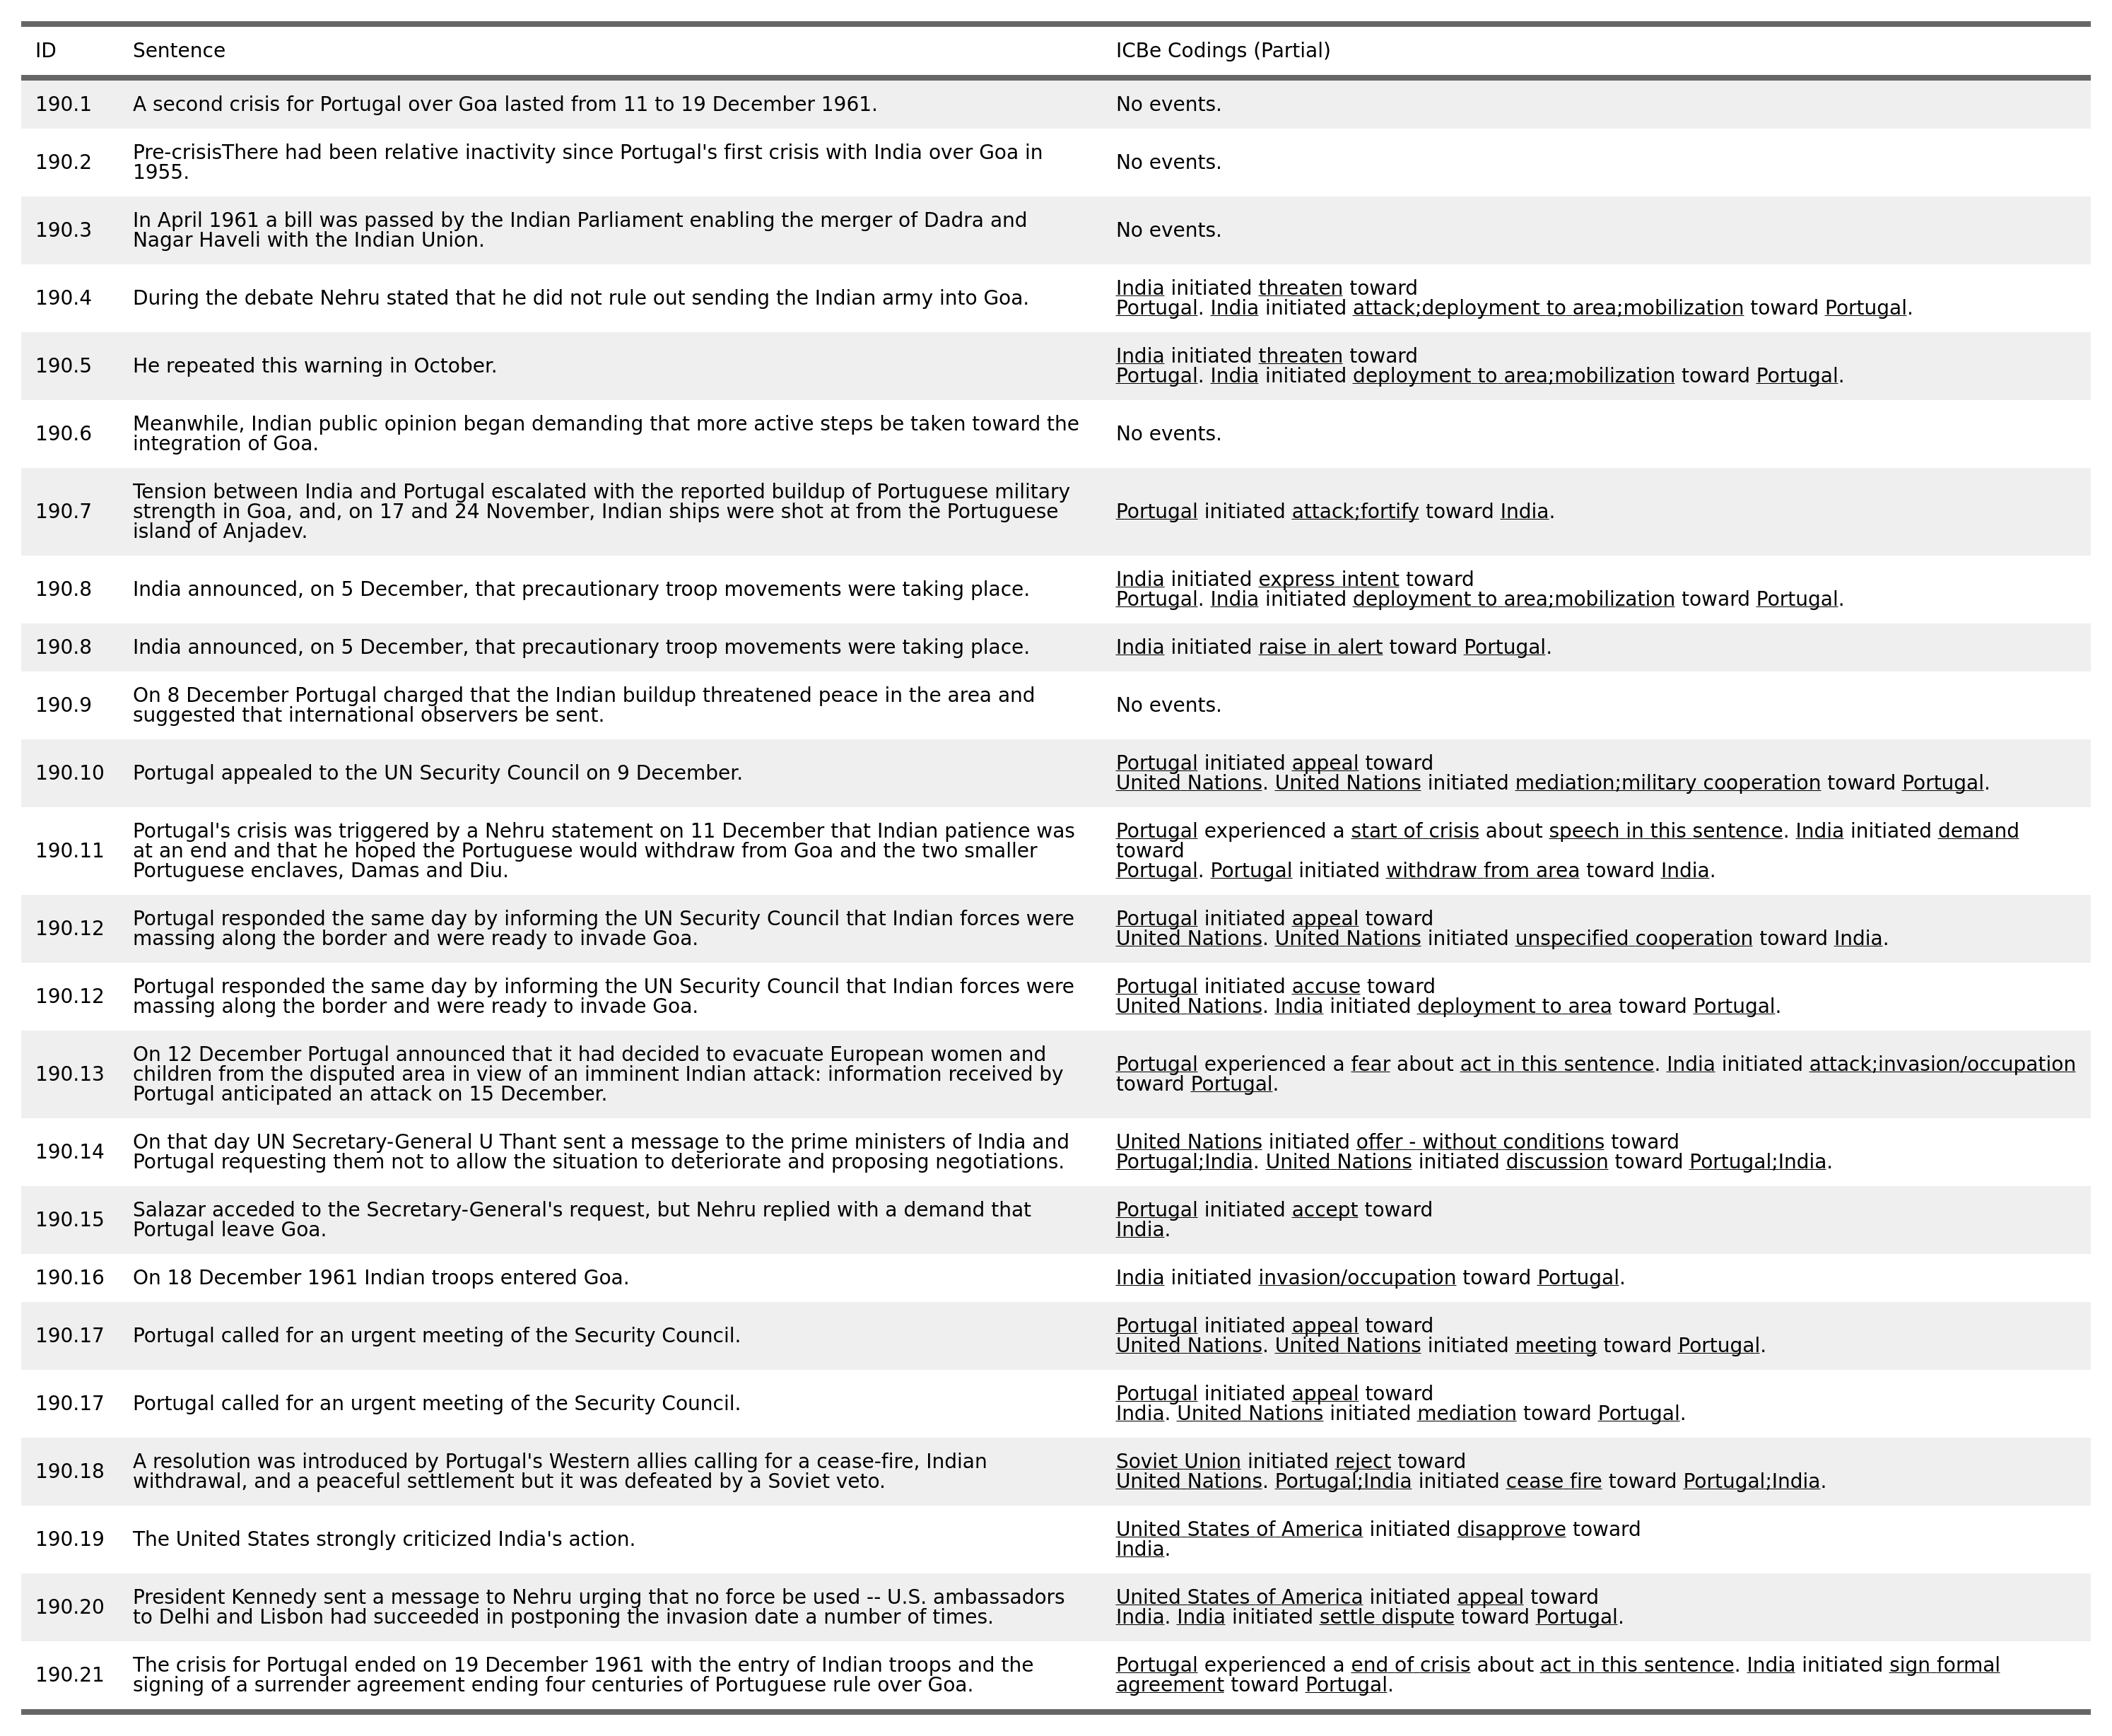 ID Sentence ICBe Codings (Partial)
190.1 A second crisis for Portugal over Goa lasted from 11 to 19 December 1961. No events.
190.2 Pre-crisisThere had been relative inactivity since Portugal's first crisis with India over Goa in
1955.
No events.
190.3 In April 1961 a bill was passed by the Indian Parliament enabling the merger of Dadra and
Nagar Haveli with the Indian Union.
No events.
190.4 During the debate Nehru stated that he did not rule out sending the Indian army into Goa.
India initiated threaten toward
Portugal. India initiated attack;deployment to area;mobilization toward Portugal.
190.5 He repeated this warning in October.
India initiated threaten toward
Portugal. India initiated deployment to area;mobilization toward Portugal.
190.6 Meanwhile, Indian public opinion began demanding that more active steps be taken toward the
integration of Goa.
No events.
190.7 Tension between India and Portugal escalated with the reported buildup of Portuguese military
strength in Goa, and, on 17 and 24 November, Indian ships were shot at from the Portuguese
island of Anjadev.
Portugal initiated attack;fortify toward India.
190.8 India announced, on 5 December, that precautionary troop movements were taking place.
India initiated express intent toward
Portugal. India initiated deployment to area;mobilization toward Portugal.
190.8 India announced, on 5 December, that precautionary troop movements were taking place.
India initiated raise in alert toward Portugal.
190.9 On 8 December Portugal charged that the Indian buildup threatened peace in the area and
suggested that international observers be sent.
No events.
190.10 Portugal appealed to the UN Security Council on 9 December.
Portugal initiated appeal toward
United Nations. United Nations initiated mediation;military cooperation toward Portugal.
190.11 Portugal's crisis was triggered by a Nehru statement on 11 December that Indian patience was
at an end and that he hoped the Portuguese would withdraw from Goa and the two smaller
Portuguese enclaves, Damas and Diu.
Portugal experienced a start of crisis about speech in this sentence. India initiated demand
toward
Portugal. Portugal initiated withdraw from area toward India.
190.12 Portugal responded the same day by informing the UN Security Council that Indian forces were
massing along the border and were ready to invade Goa.
Portugal initiated appeal toward
United Nations. United Nations initiated unspecified cooperation toward India.
190.12 Portugal responded the same day by informing the UN Security Council that Indian forces were
massing along the border and were ready to invade Goa.
Portugal initiated accuse toward
United Nations. India initiated deployment to area toward Portugal.
190.13 On 12 December Portugal announced that it had decided to evacuate European women and
children from the disputed area in view of an imminent Indian attack: information received by
Portugal anticipated an attack on 15 December.
Portugal experienced a fear about act in this sentence. India initiated attack;invasion/occupation
toward Portugal.
190.14 On that day UN Secretary-General U Thant sent a message to the prime ministers of India and
Portugal requesting them not to allow the situation to deteriorate and proposing negotiations.
United Nations initiated offer - without conditions toward
Portugal;India. United Nations initiated discussion toward Portugal;India.
190.15 Salazar acceded to the Secretary-General's request, but Nehru replied with a demand that
Portugal leave Goa.
Portugal initiated accept toward
India.
190.16 On 18 December 1961 Indian troops entered Goa.
India initiated invasion/occupation toward Portugal.
190.17 Portugal called for an urgent meeting of the Security Council.
Portugal initiated appeal toward
United Nations. United Nations initiated meeting toward Portugal.
190.17 Portugal called for an urgent meeting of the Security Council.
Portugal initiated appeal toward
India. United Nations initiated mediation toward Portugal.
190.18 A resolution was introduced by Portugal's Western allies calling for a cease-fire, Indian
withdrawal, and a peaceful settlement but it was defeated by a Soviet veto.
Soviet Union initiated reject toward
United Nations. Portugal;India initiated cease fire toward Portugal;India.
190.19 The United States strongly criticized India's action.
United States of America initiated disapprove toward
India.
190.20 President Kennedy sent a message to Nehru urging that no force be used -- U.S. ambassadors
to Delhi and Lisbon had succeeded in postponing the invasion date a number of times.
United States of America initiated appeal toward
India. India initiated settle dispute toward Portugal.
190.21 The crisis for Portugal ended on 19 December 1961 with the entry of Indian troops and the
signing of a surrender agreement ending four centuries of Portuguese rule over Goa.
Portugal experienced a end of crisis about act in this sentence. India initiated sign formal
agreement toward Portugal.